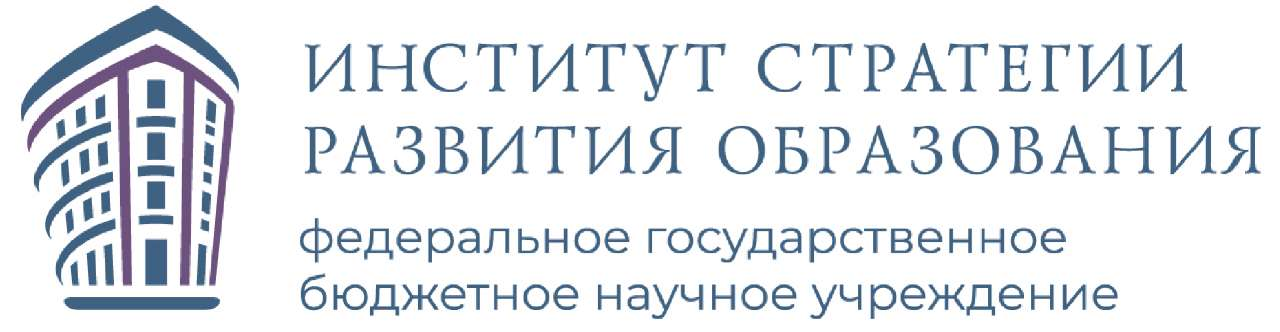 ИНСТИТУТ СТРАТЕГИИ
РАЗВИТИЯ ОБРАЗОВАНИЯ
федеральное государственное
бюджетное научное учреждение